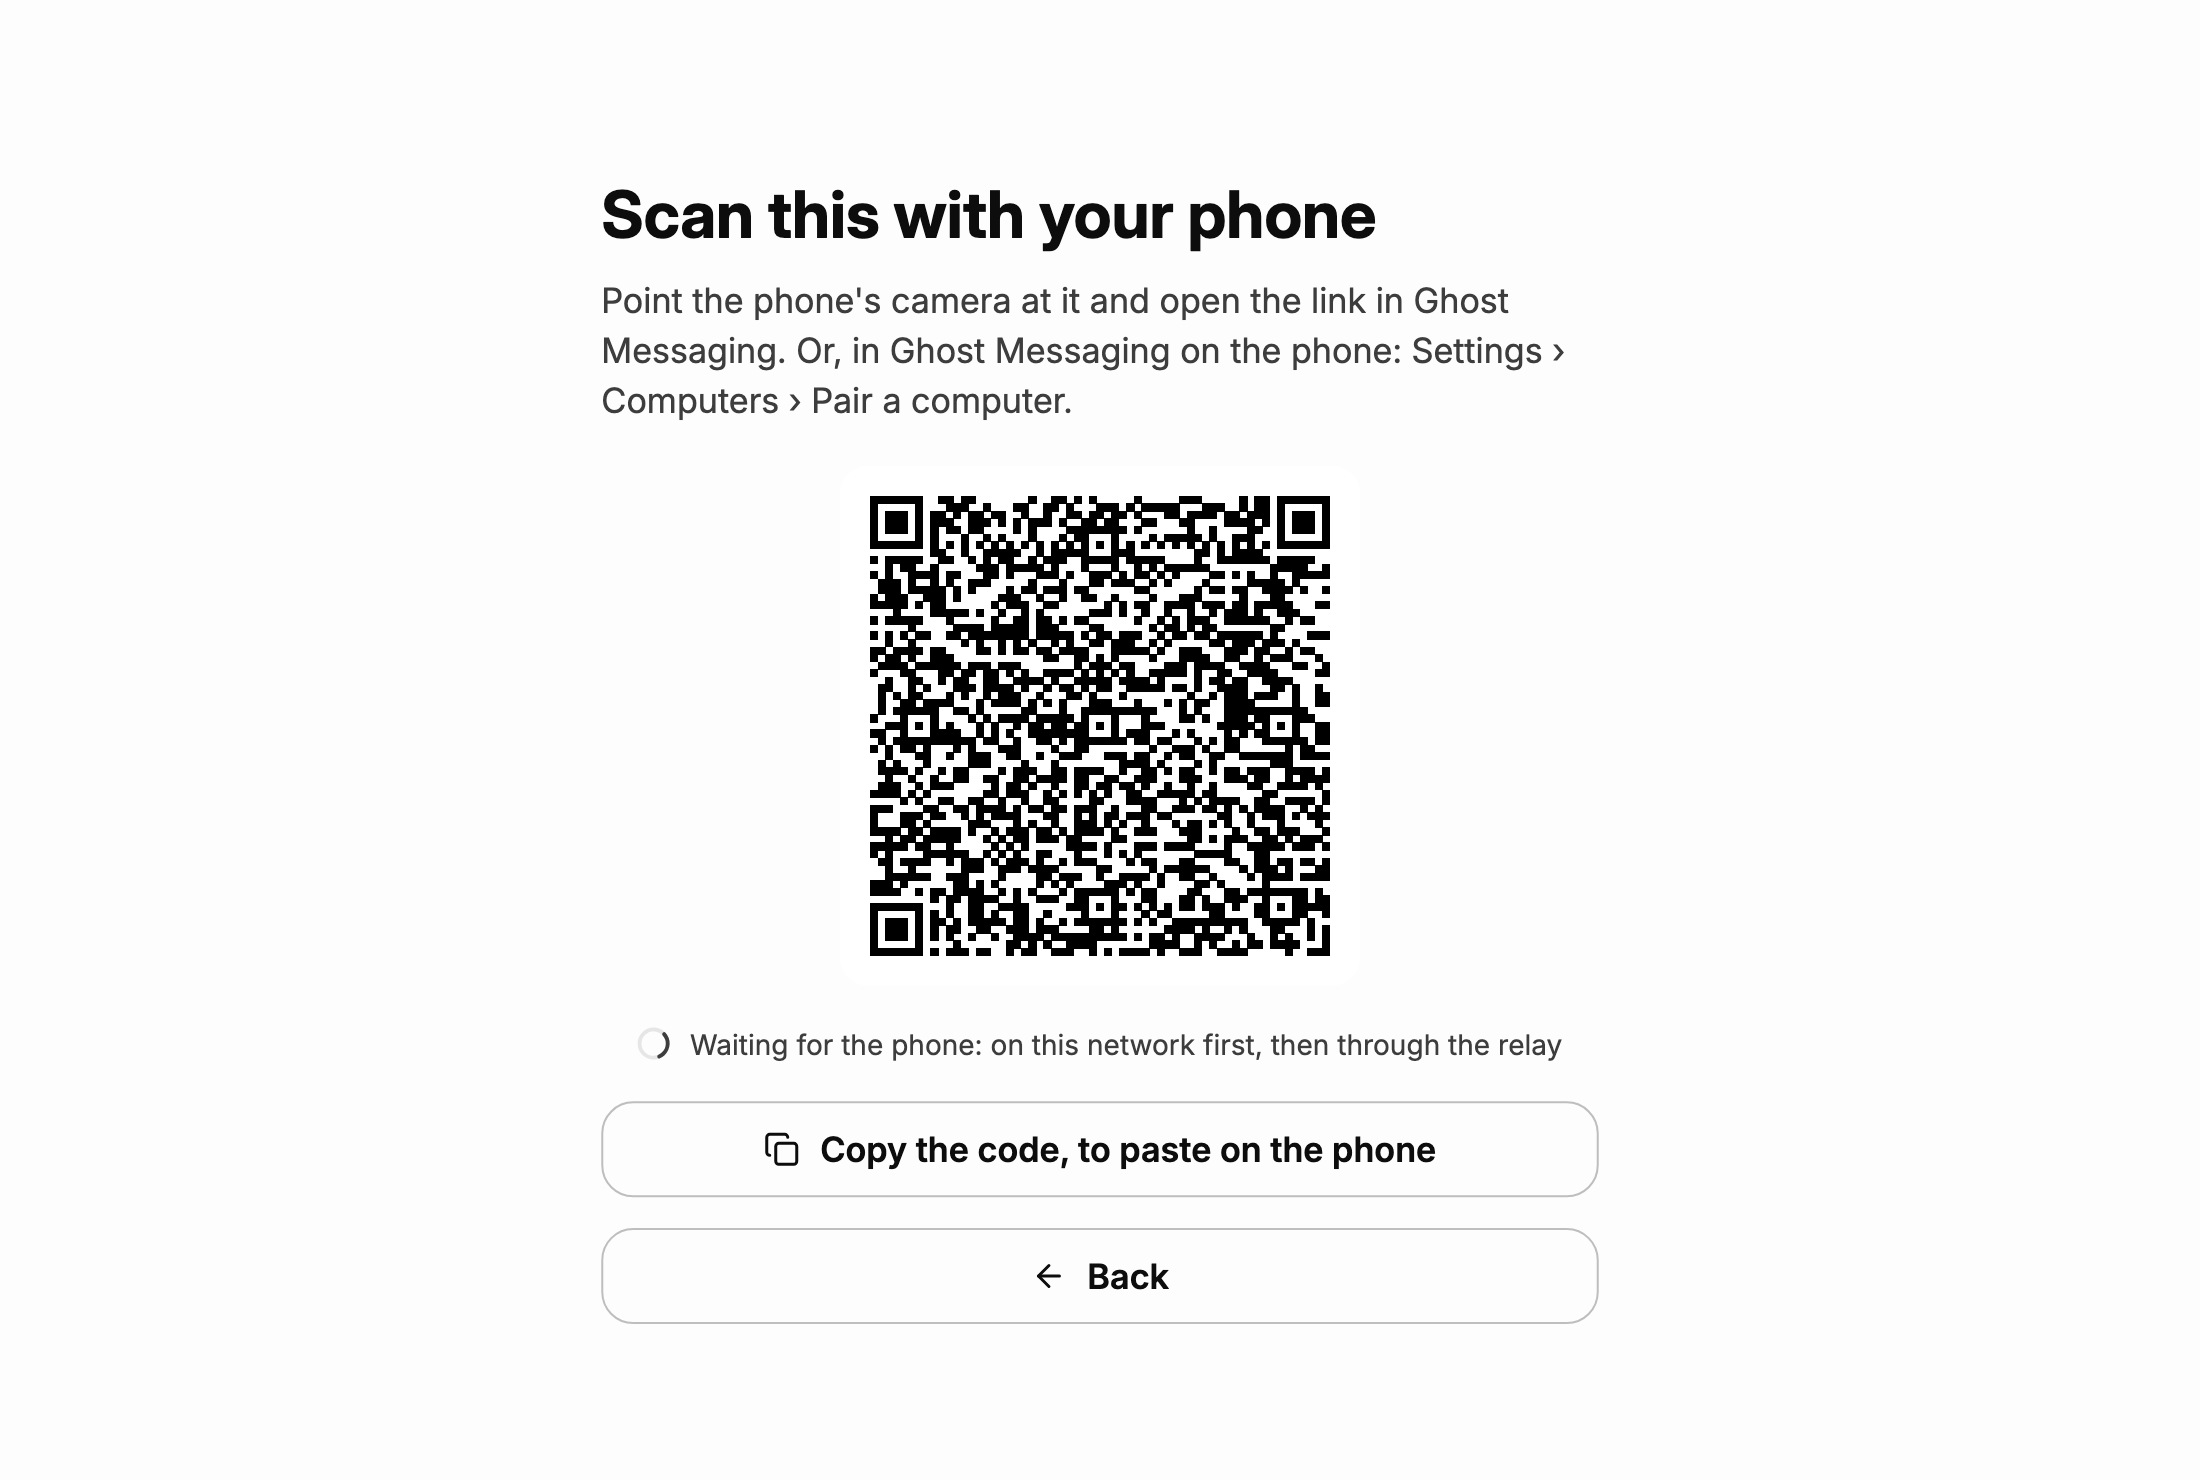 Scan this with your phone
Point the phone's camera at it and open the link in Ghost
Messaging. Or, in Ghost Messaging on the phone: Settings ›
Computers › Pair a computer.
Waiting for the phone: on this network first, then through the relay
Copy the code, to paste on the phone
Back